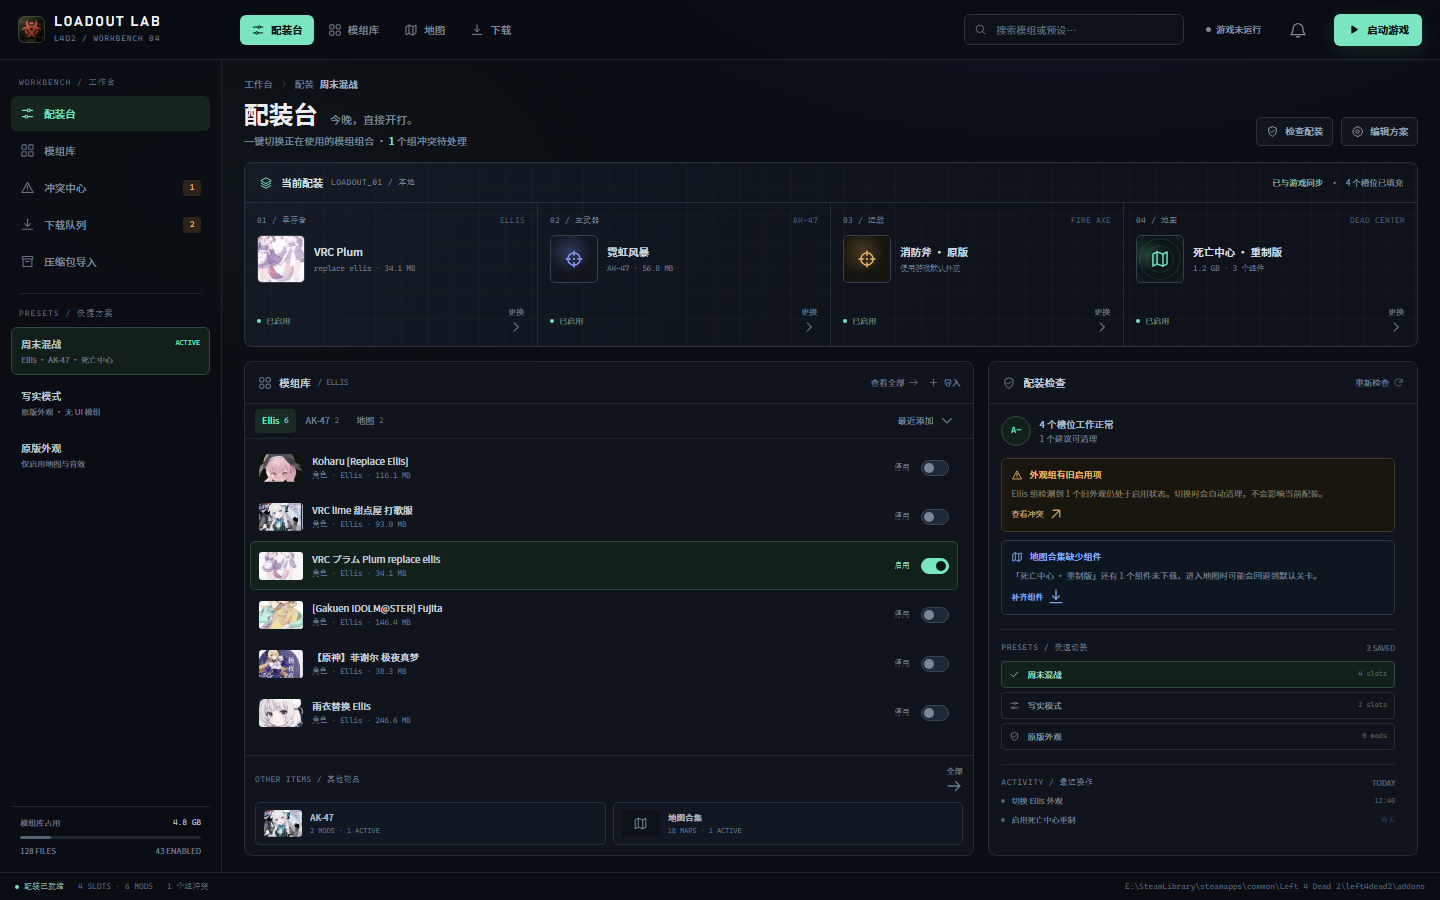 LOADOUT LAB
L4D2 / WORKBENCH 04
配装台
模组库
地图
下载
搜索模组或预设…
游戏未运行
启动游戏
WORKBENCH / 工作台
配装台
模组库
冲突中心 1
下载队列 2
压缩包导入
PRESETS / 快捷方案
周末混战 ACTIVE
Ellis · AK-47 · 死亡中心
写实模式
原版外观 · 无 UI 模组
原版外观
仅启用地图与音效
模组库占用 4.8 GB
128 FILES 43 ENABLED
工作台 › 配装 周末混战
配装台 今晚，直接开打。
一键切换正在使用的模组组合 · 1 个组冲突待处理
检查配装
编辑方案
当前配装 LOADOUT_01 / 本地
已与游戏同步 · 4 个槽位已填充
01 / 幸存者 ELLIS
VRC Plum
replace ellis · 34.1 MB
已启用 更换
02 / 主武器 AK-47
霓虹风暴
AK-47 · 56.8 MB
已启用 更换
03 / 近战 FIRE AXE
消防斧 · 原版
使用游戏默认外观
已启用 更换
04 / 地图 DEAD CENTER
死亡中心 · 重制版
1.2 GB · 3 个组件
已启用 更换
模组库 / ELLIS
查看全部 → + 导入
Ellis 6 AK-47 2 地图 2
最近添加
Koharu [Replace Ellis]
角色 · Ellis · 116.1 MB
停用
VRC lime 甜点屋 打歌服
角色 · Ellis · 93.0 MB
停用
VRC プラム Plum replace ellis
角色 · Ellis · 34.1 MB
启用
[Gakuen IDOLM@STER] Fujita
角色 · Ellis · 146.4 MB
停用
【原神】菲谢尔 极夜真梦
角色 · Ellis · 38.3 MB
停用
雨衣替换 Ellis
角色 · Ellis · 246.6 MB
停用
OTHER ITEMS / 其他物品
全部
AK-47
2 MODS · 1 ACTIVE
地图合集
18 MAPS · 1 ACTIVE
配装检查
重新检查
A−
4 个槽位工作正常
1 个建议可清理
外观组有旧启用项
Ellis 组检测到 1 个旧外观仍处于启用状态。切换时会自动清理，不会影响当前配装。
查看冲突
地图合集缺少组件
「死亡中心 · 重制版」还有 1 个组件未下载，进入地图时可能会回退到默认关卡。
补齐组件
PRESETS / 快速切换 3 SAVED
周末混战 4 slots
写实模式 2 slots
原版外观 0 mods
ACTIVITY / 最近操作 TODAY
切换 Ellis 外观 12:40
启用死亡中心重制 昨天
配装已就绪 4 SLOTS · 6 MODS 1 个组冲突
E:\SteamLibrary\steamapps\common\Left 4 Dead 2\left4dead2\addons